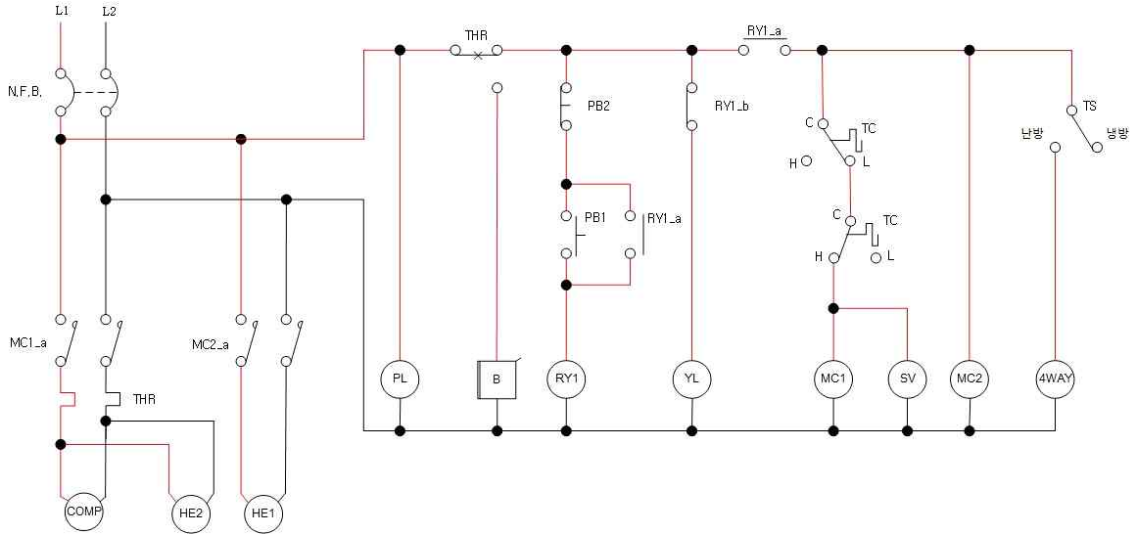 L1
L2
THR
RY1_a
N,F,B,
PB2
RY1_b
TS
난방
냉방
C
TC
H
L
PB1
RY1_a
C
TC
H
L
MC1_a
MC2_a
THR
PL
B
RY1
YL
MC1
SV
MC2
4WAY
COMP
HE2
HE1